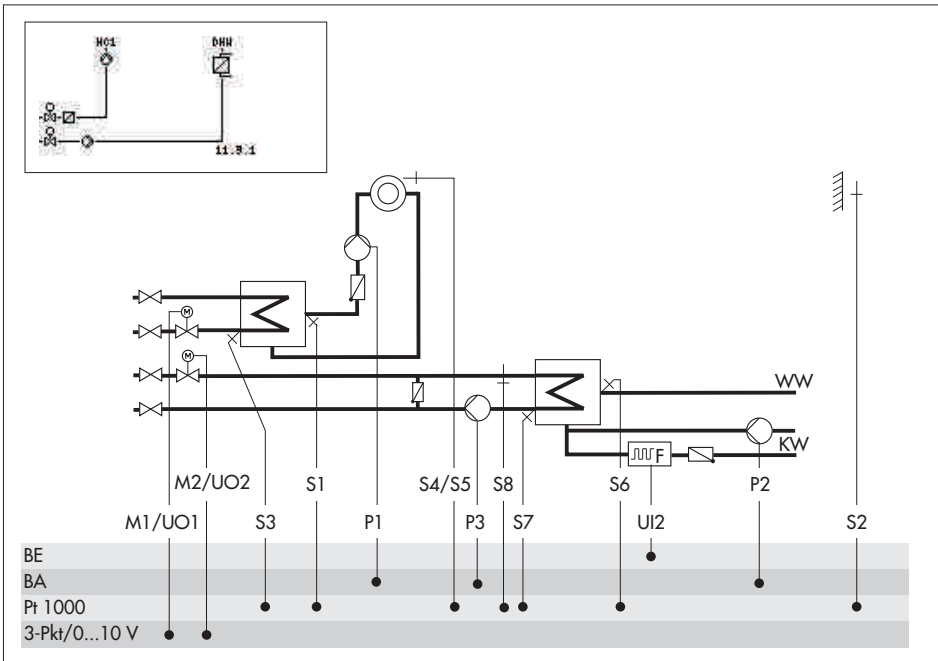 HC1 DHW
11.9.1
M
M
WW
F
KW
M2/UO2 S1 S4/S5 S8 S6 P2
M1/UO1 S3 P1 P3 S7 UI2 S2
BE
BA
Pt 1000
3-Pkt/0...10 V